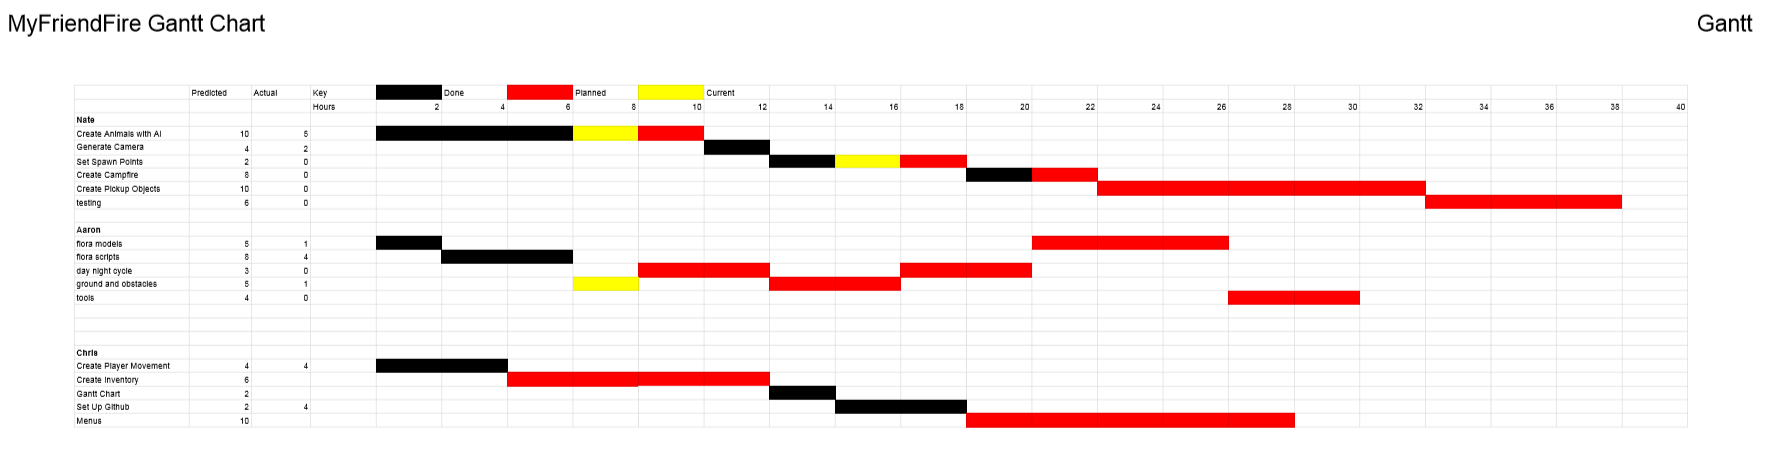 MyFriendFire Gantt Chart Gantt
Predicted Actual Key Done Planned Current
Hours 2 4 6 8 10 12 14 16 18 20 22 24 26 28 30 32 34 36 38 40
Nate
Create Animals with AI 10 5
Generate Camera 4 2
Set Spawn Points 2 0
Create Campfire 8 0
Create Pickup Objects 10 0
testing 6 0
Aaron
flora models 5 1
flora scripts 8 4
day night cycle 3 0
ground and obstacles 5 1
tools 4 0
Chris
Create Player Movement 4 4
Create Inventory 6
Gantt Chart 2
Set Up Github 2 4
Menus 10